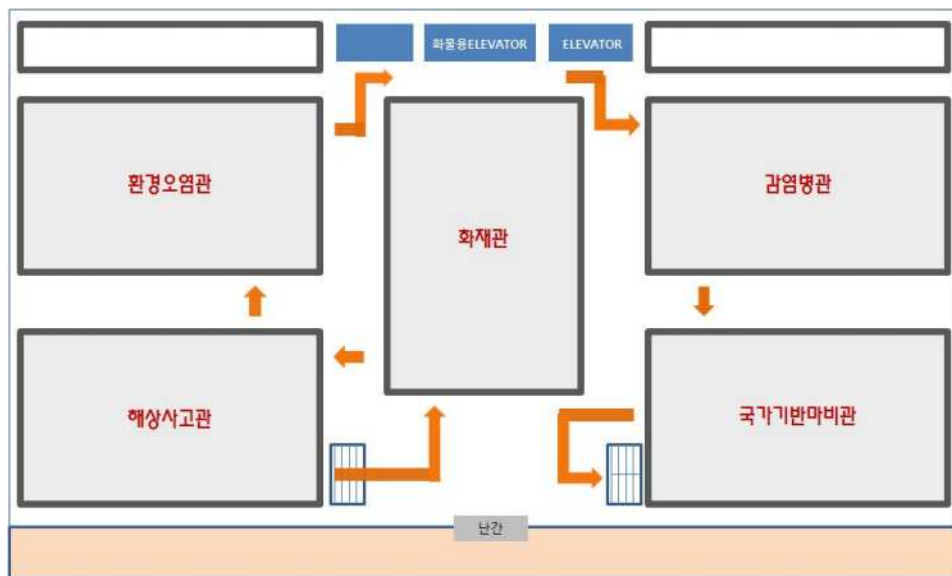 화물용ELEVATOR
ELEVATOR
환경오염관
화재관
감염병관
해상사고관
국가기반마비관
난간